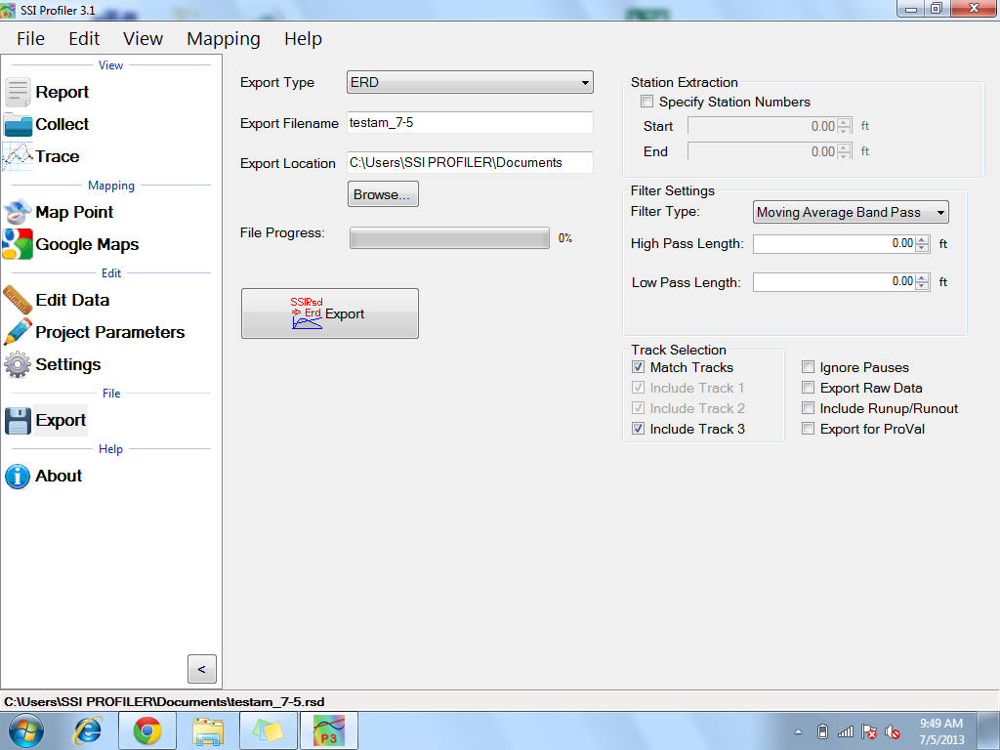 SSI Profiler 3.1
File Edit View Mapping Help
View
Report
Collect
Trace
Mapping
Map Point
Google Maps
Edit
Edit Data
Project Parameters
Settings
File
Export
Help
About
<
Export Type ERD
Export Filename testam_7-5
Export Location C:\Users\SSI PROFILER\Documents
Browse...
File Progress: 0%
SSIRsd
Erd Export
Station Extraction
Specify Station Numbers
Start 0.00 ft
End 0.00 ft
Filter Settings
Filter Type: Moving Average Band Pass
High Pass Length: 0.00 ft
Low Pass Length: 0.00 ft
Track Selection
Match Tracks
Include Track 1
Include Track 2
Include Track 3
Ignore Pauses
Export Raw Data
Include Runup/Runout
Export for ProVal
C:\Users\SSI PROFILER\Documents\testam_7-5.rsd
P3
9:49 AM
7/5/2013